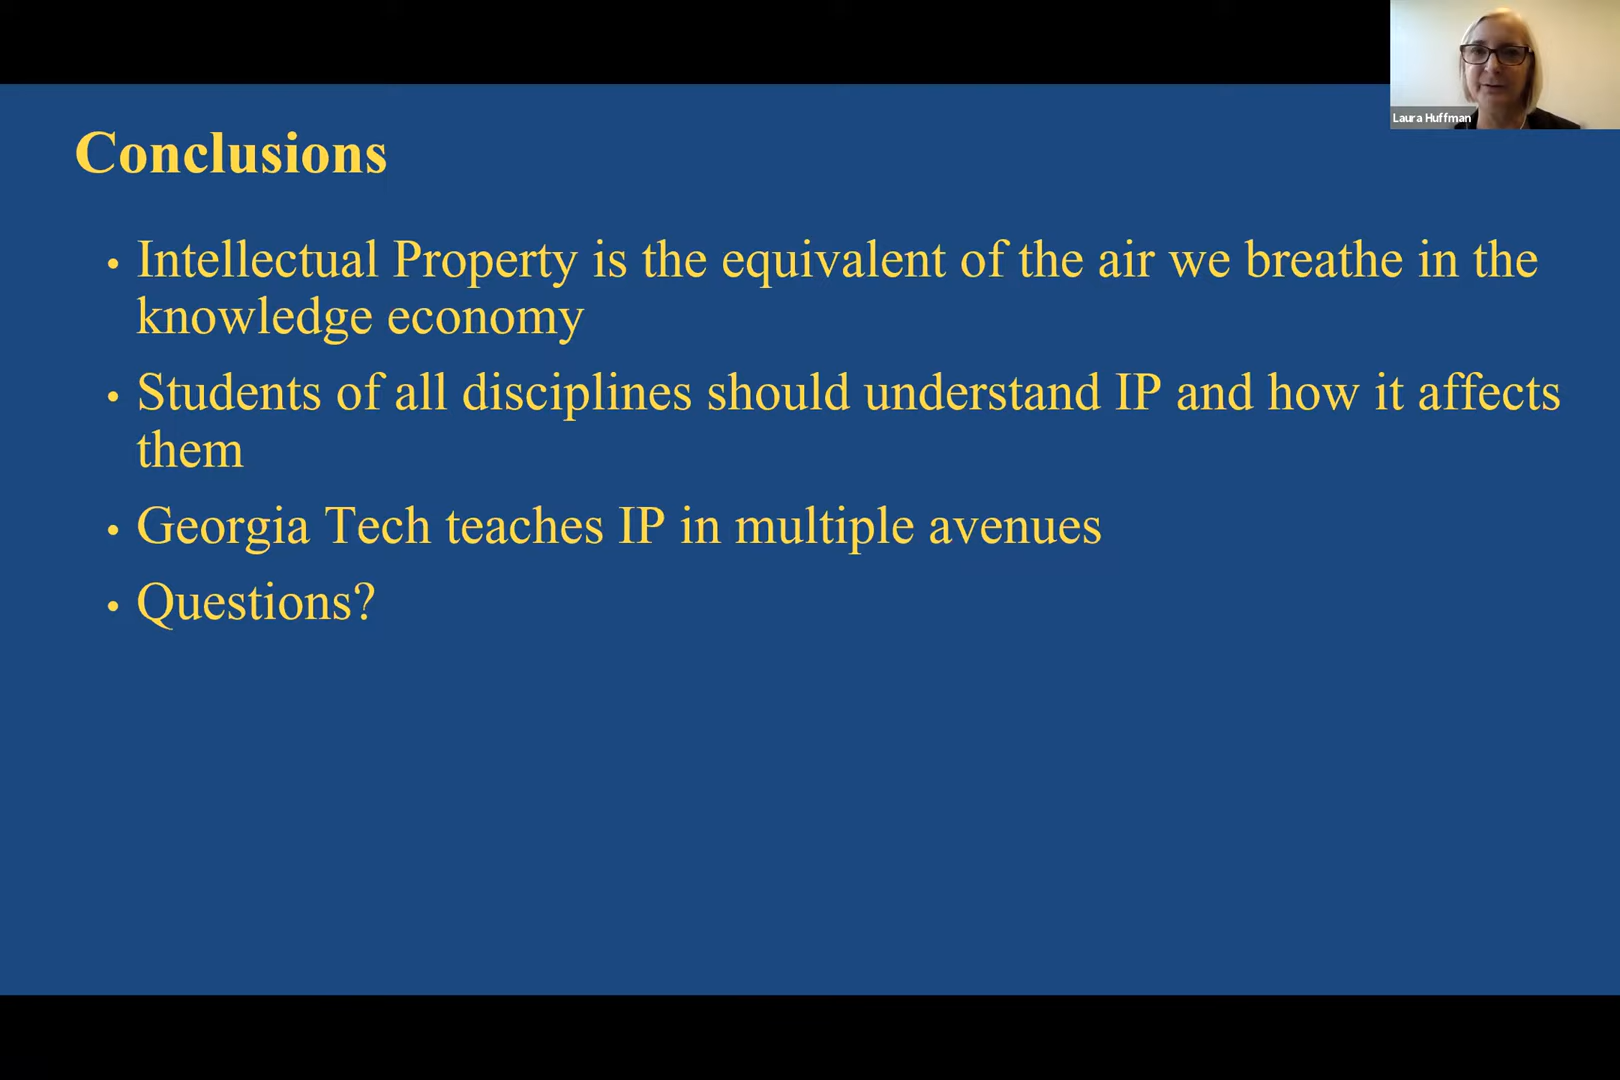 Laura Huffman
Conclusions
• Intellectual Property is the equivalent of the air we breathe in the
knowledge economy
• Students of all disciplines should understand IP and how it affects
them
• Georgia Tech teaches IP in multiple avenues
• Questions?